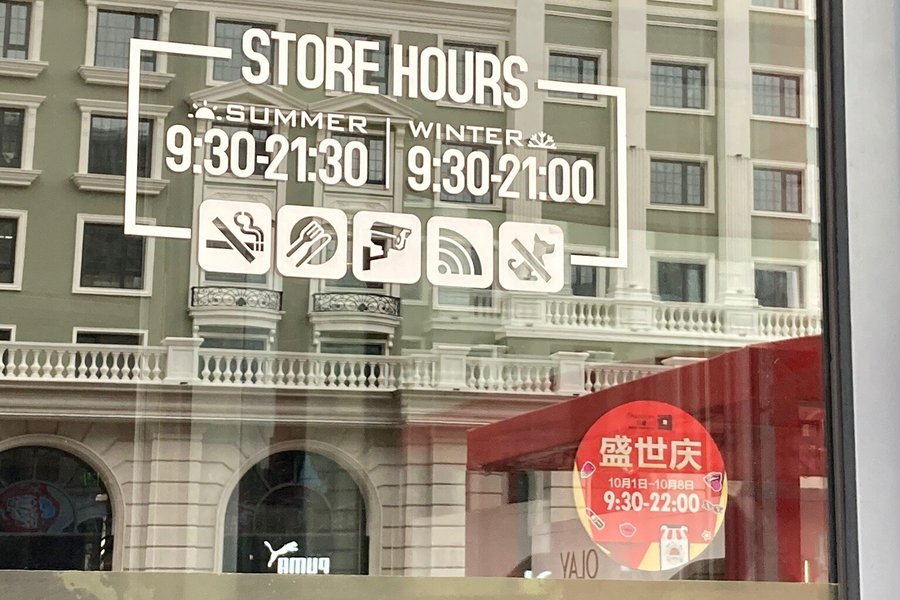 STORE HOURS
SUMMER
9:30-21:30
WINTER
9:30-21:00
盛世庆
10月1日-10月8日
9:30-22:00
PUMA
OLAY